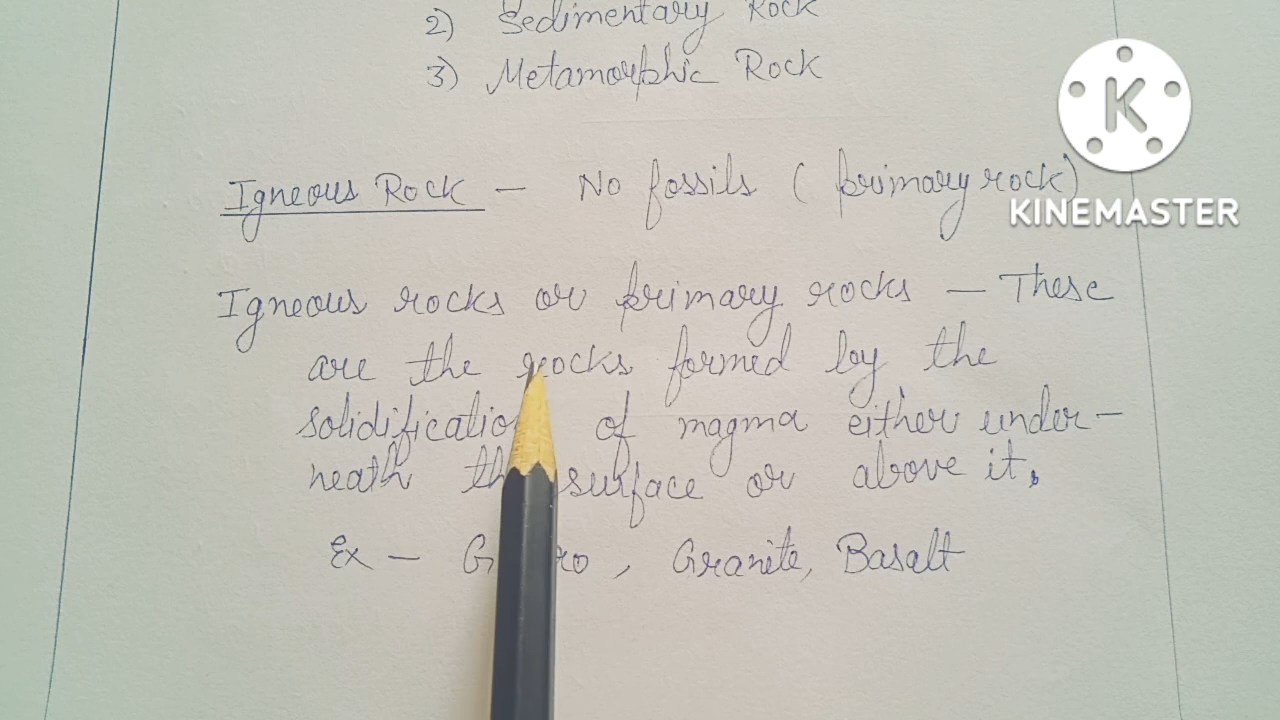 2) Sedimentary Rock
3) Metamorphic Rock
Igneous Rock — No fossils ( primary rock)
KINEMASTER
Igneous rocks or primary rocks — These
are the rocks formed by the
solidification of magma either under-
neath surface or above it.
Ex — , Granite, Basalt